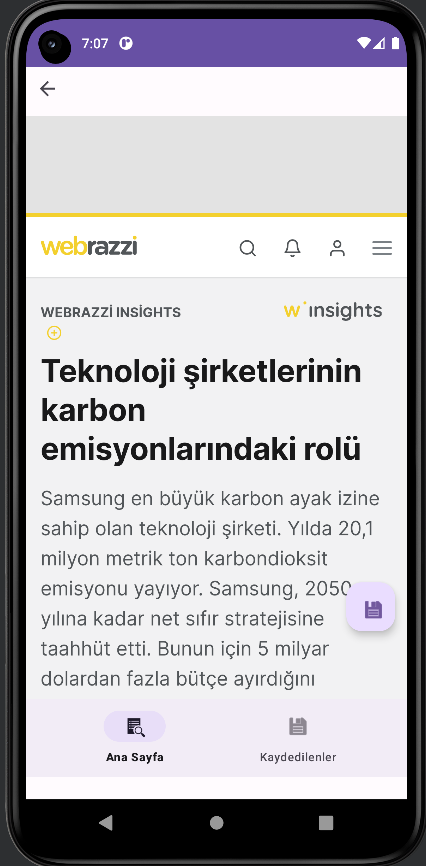 7:07
webrazzi
WEBRAZZİ INSİGHTS
w insights
Teknoloji şirketlerinin
karbon
emisyonlarındaki rolü
Samsung en büyük karbon ayak izine
sahip olan teknoloji şirketi. Yılda 20,1
milyon metrik ton karbondioksit
emisyonu yayıyor. Samsung, 2050
yılına kadar net sıfır stratejisine
taahhüt etti. Bunun için 5 milyar
dolardan fazla bütçe ayırdığını
Ana Sayfa
Kaydedilenler